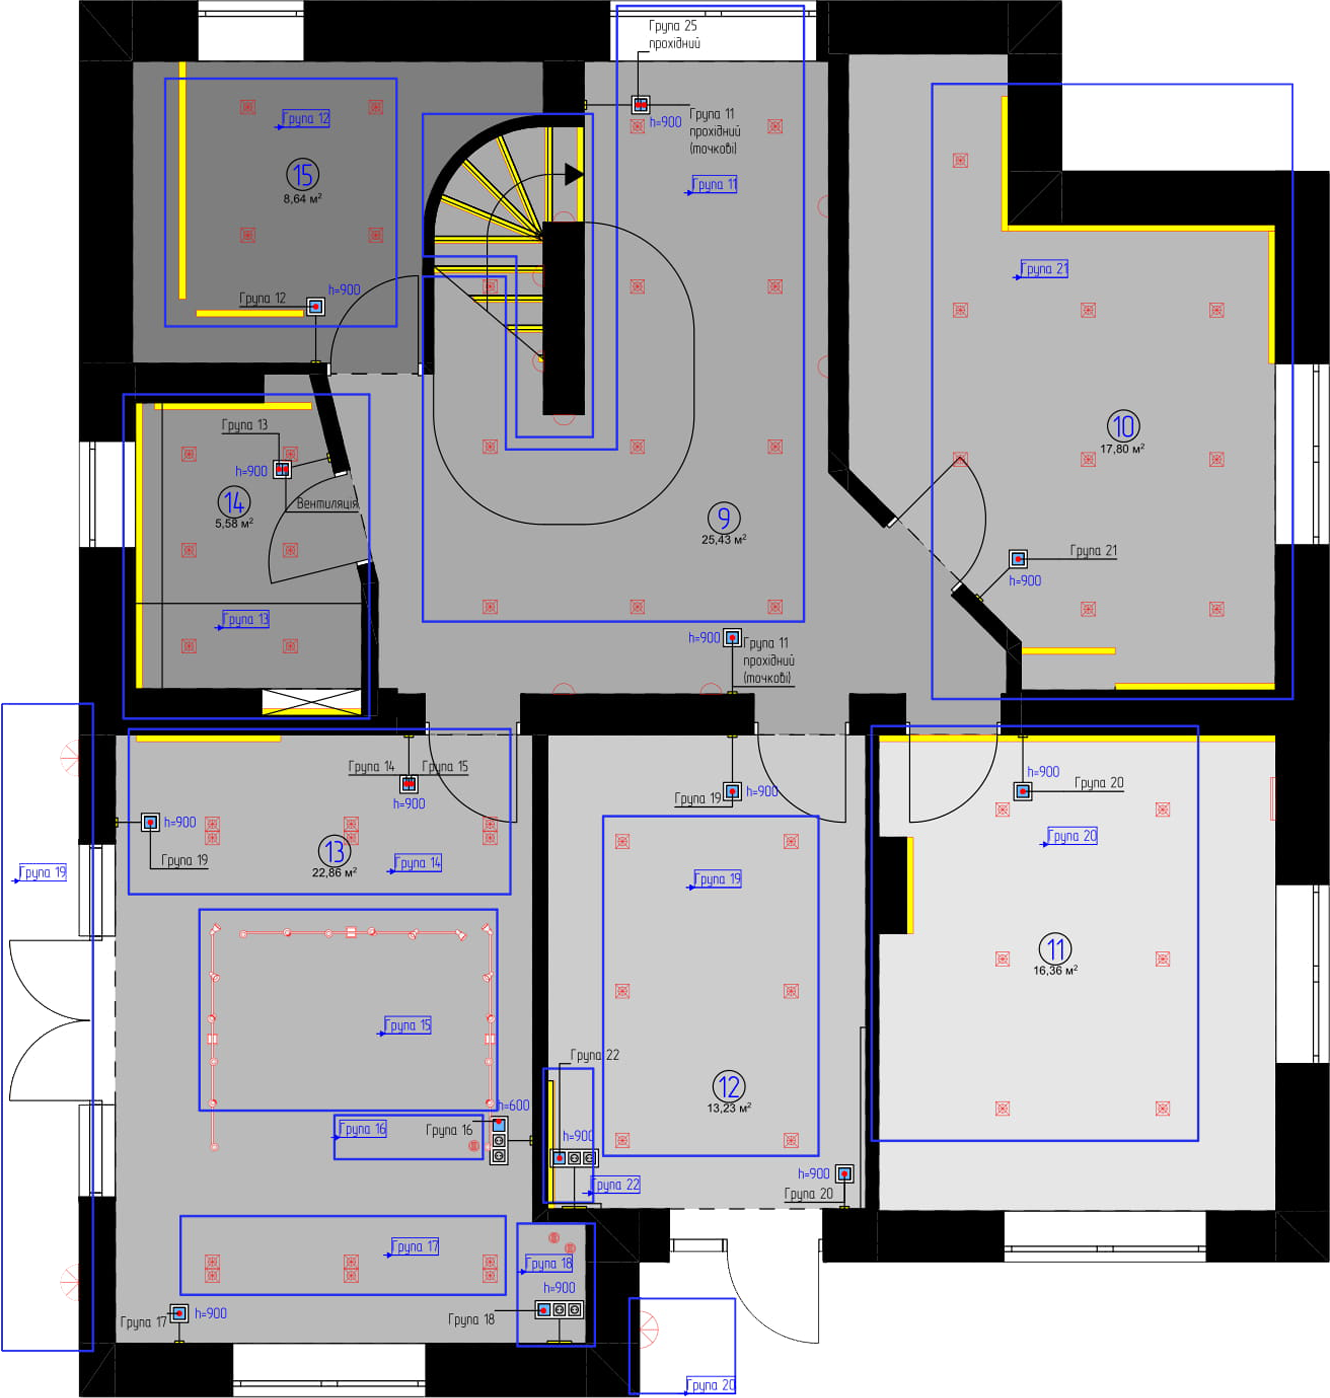 Група 25
прохідний
h=900
Група 11
прохідний
(точкові)
Група 11
Група 12
15
8,64 м²
Група 12
h=900
Група 21
10
17,80 м²
Група 13
h=900
14
5,58 м²
Вентиляція
Група 13
9
25,43 м²
Група 21
h=900
h=900
Група 11
прохідний
(точкові)
Група 14
Група 15
h=900
h=900
Група 19
13
22,86 м²
Група 14
Група 19
Група 19
h=900
h=900
Група 20
Група 20
Група 19
11
16,36 м²
Група 15
Група 22
12
13,23 м²
h=600
Група 16
Група 16
h=900
Група 22
h=900
Група 20
Група 17
Група 18
h=900
Група 17
h=900
Група 18
Група 20